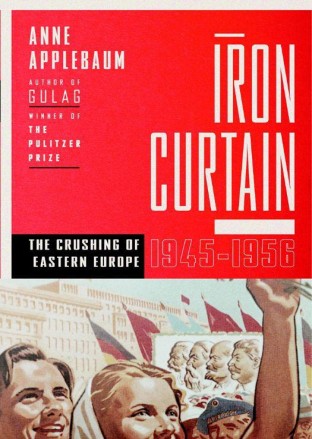 ANNE
APPLEBAUM
AUTHOR OF
GULAG
WINNER OF
THE
PULITZER
PRIZE
IRON
CURTAIN
THE CRUSHING OF
EASTERN EUROPE
1945-1956